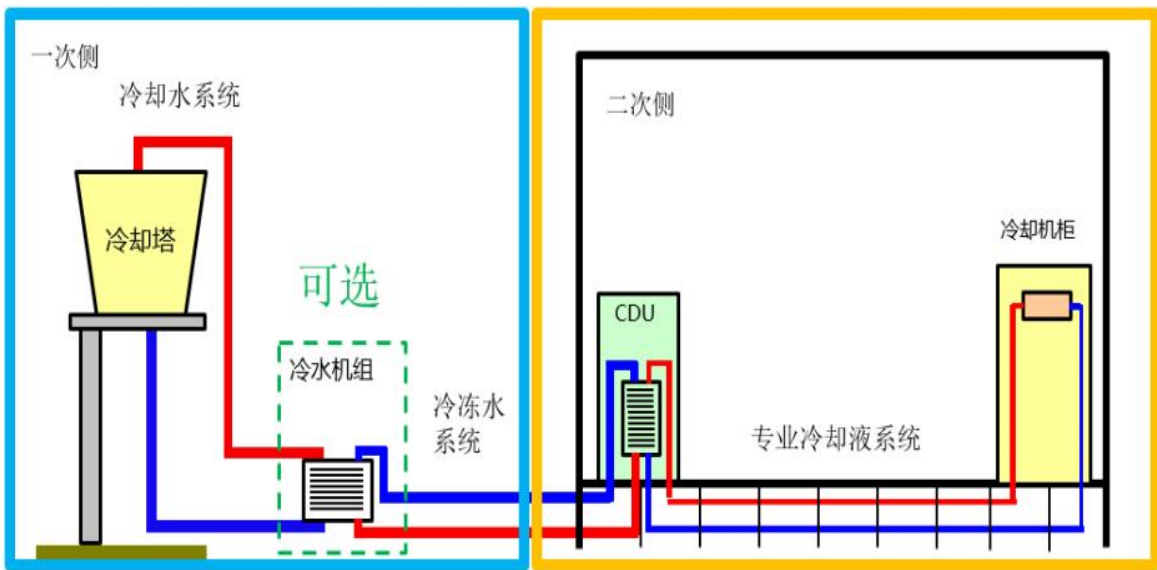 一次侧
冷却水系统
冷却塔
可选
冷水机组
冷冻水
系统
二次侧
冷却机柜
CDU
专业冷却液系统